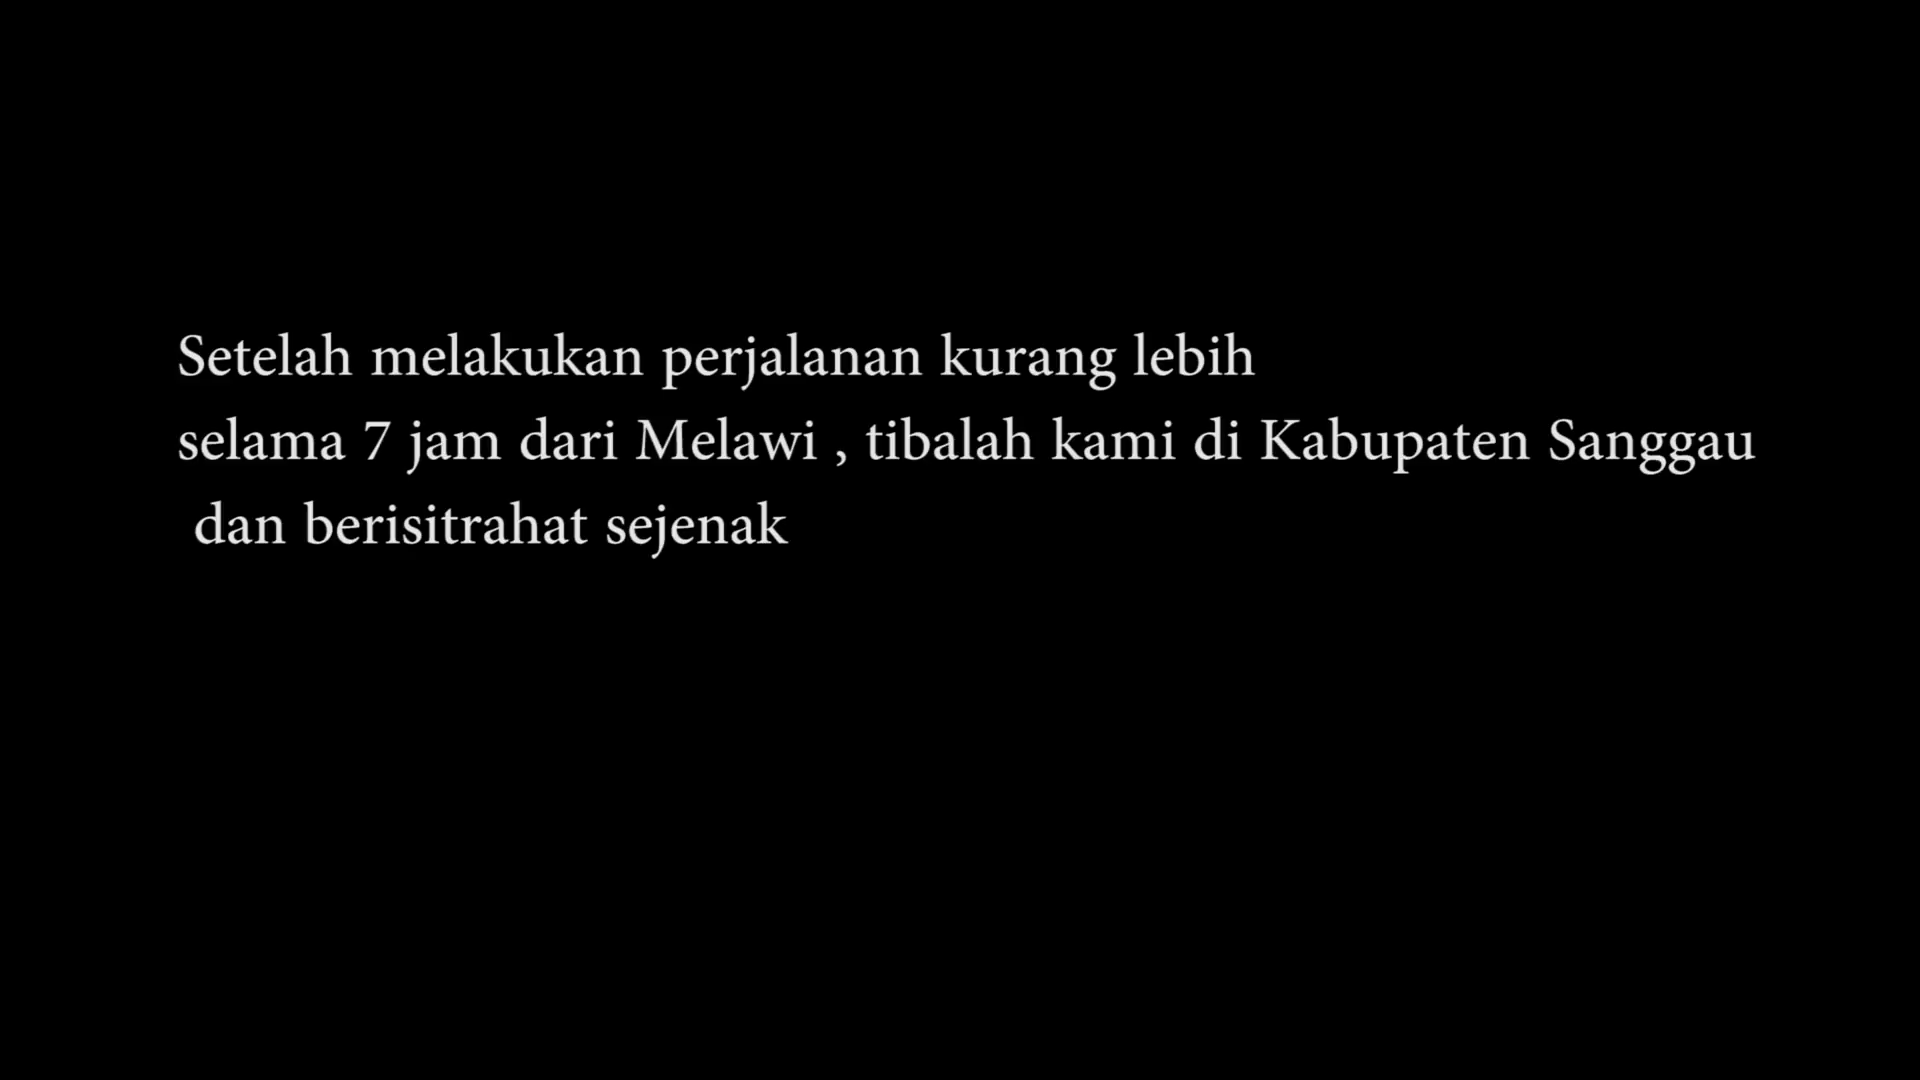 Setelah melakukan perjalanan kurang lebih
selama 7 jam dari Melawi , tibalah kami di Kabupaten Sanggau
dan berisitrahat sejenak